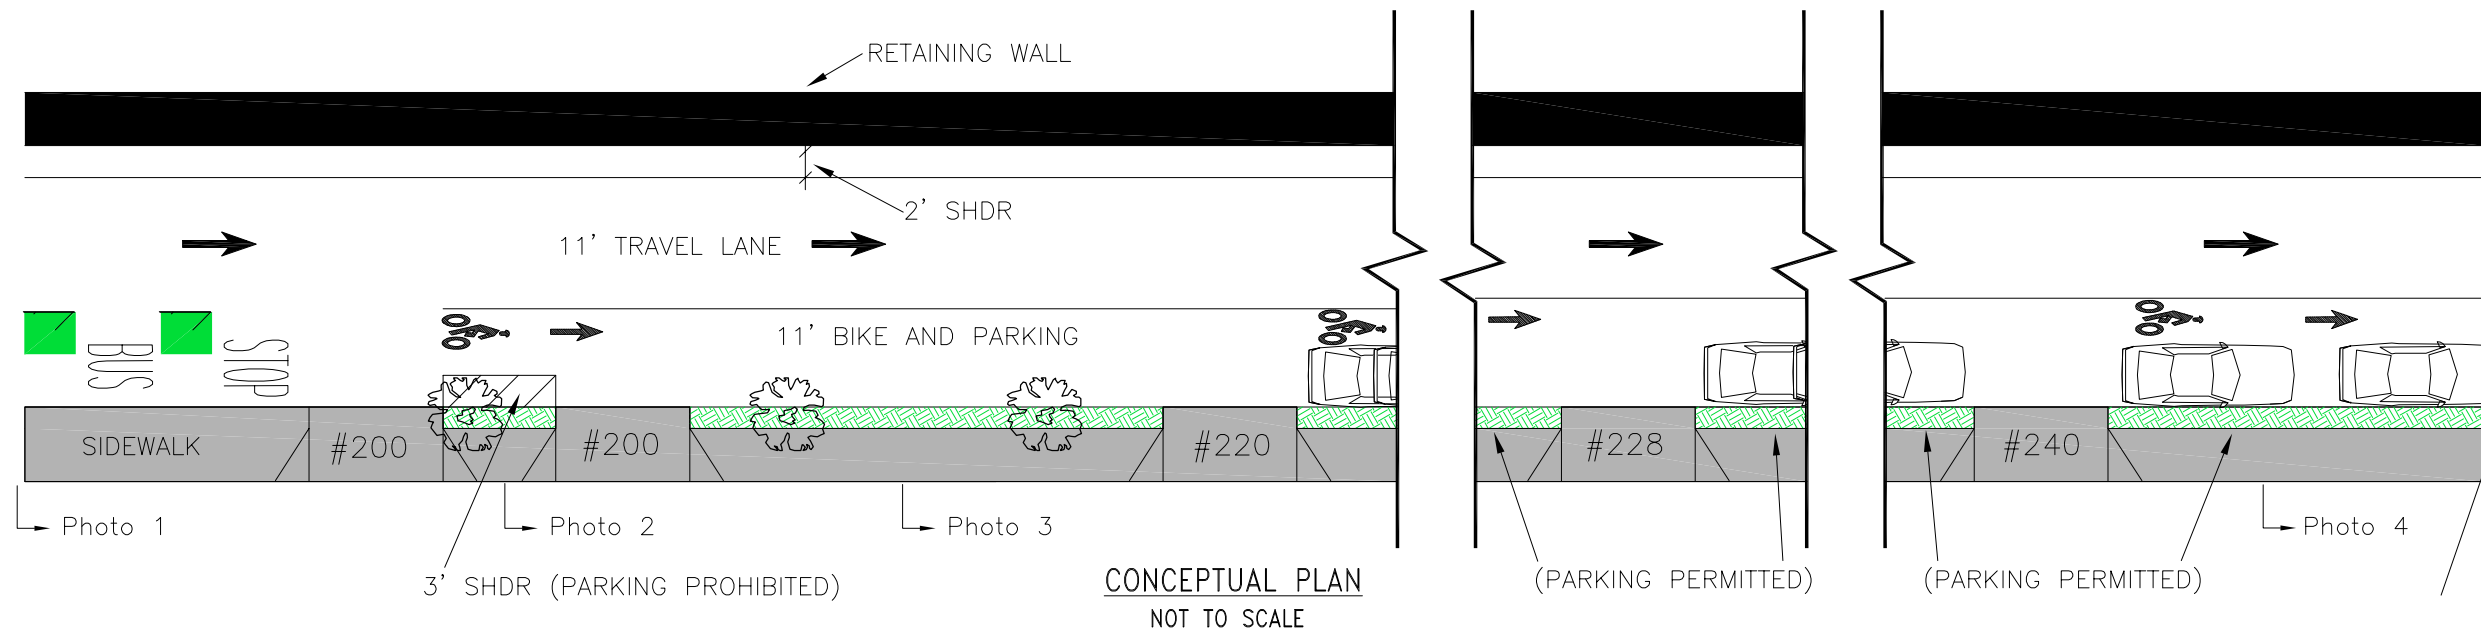 RETAINING WALL
2' SHDR
11' TRAVEL LANE
BUS
STOP
11' BIKE AND PARKING
SIDEWALK
#200
#200
#220
#228
#240
Photo 1
Photo 2
Photo 3
Photo 4
3' SHDR (PARKING PROHIBITED)
(PARKING PERMITTED)
(PARKING PERMITTED)
CONCEPTUAL PLAN
NOT TO SCALE